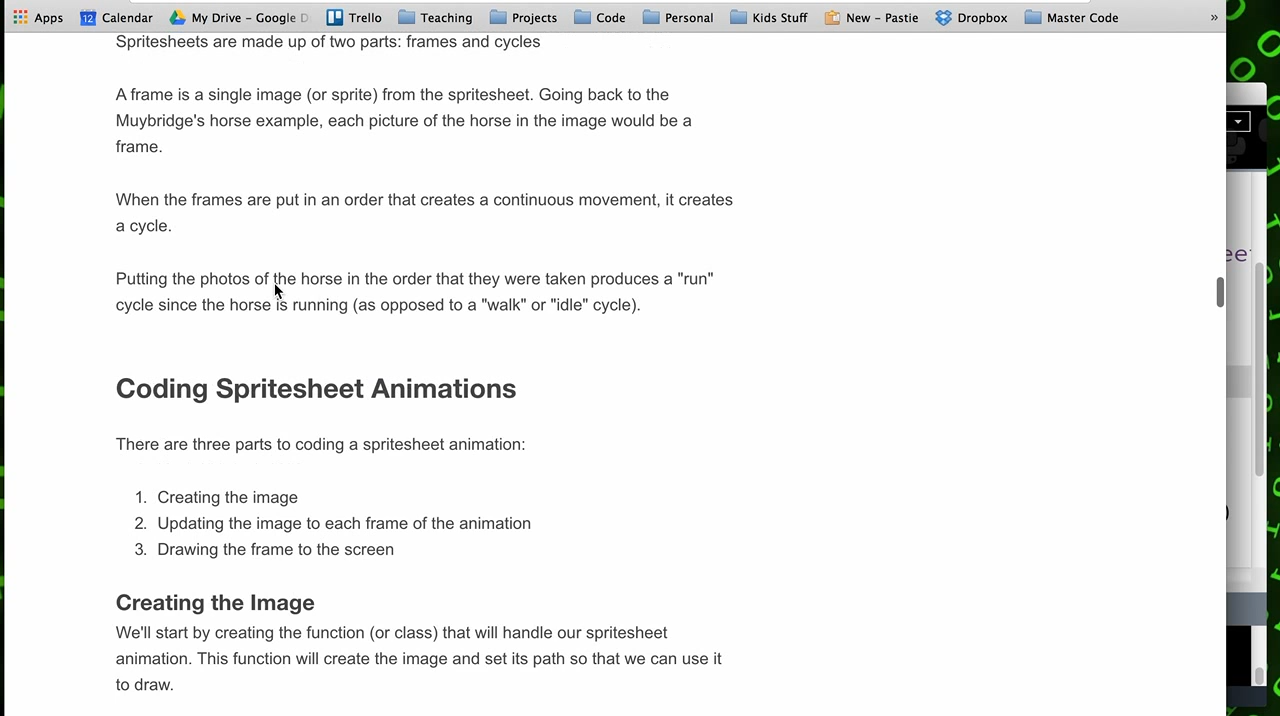 Apps Calendar My Drive – Google D Trello Teaching Projects Code Personal Kids Stuff New – Pastie Dropbox Master Code »
Spritesheets are made up of two parts: frames and cycles
A frame is a single image (or sprite) from the spritesheet. Going back to the
Muybridge's horse example, each picture of the horse in the image would be a
frame.
When the frames are put in an order that creates a continuous movement, it creates
a cycle.
Putting the photos of the horse in the order that they were taken produces a "run"
cycle since the horse is running (as opposed to a "walk" or "idle" cycle).
Coding Spritesheet Animations
There are three parts to coding a spritesheet animation:
1. Creating the image
2. Updating the image to each frame of the animation
3. Drawing the frame to the screen
Creating the Image
We'll start by creating the function (or class) that will handle our spritesheet
animation. This function will create the image and set its path so that we can use it
to draw.